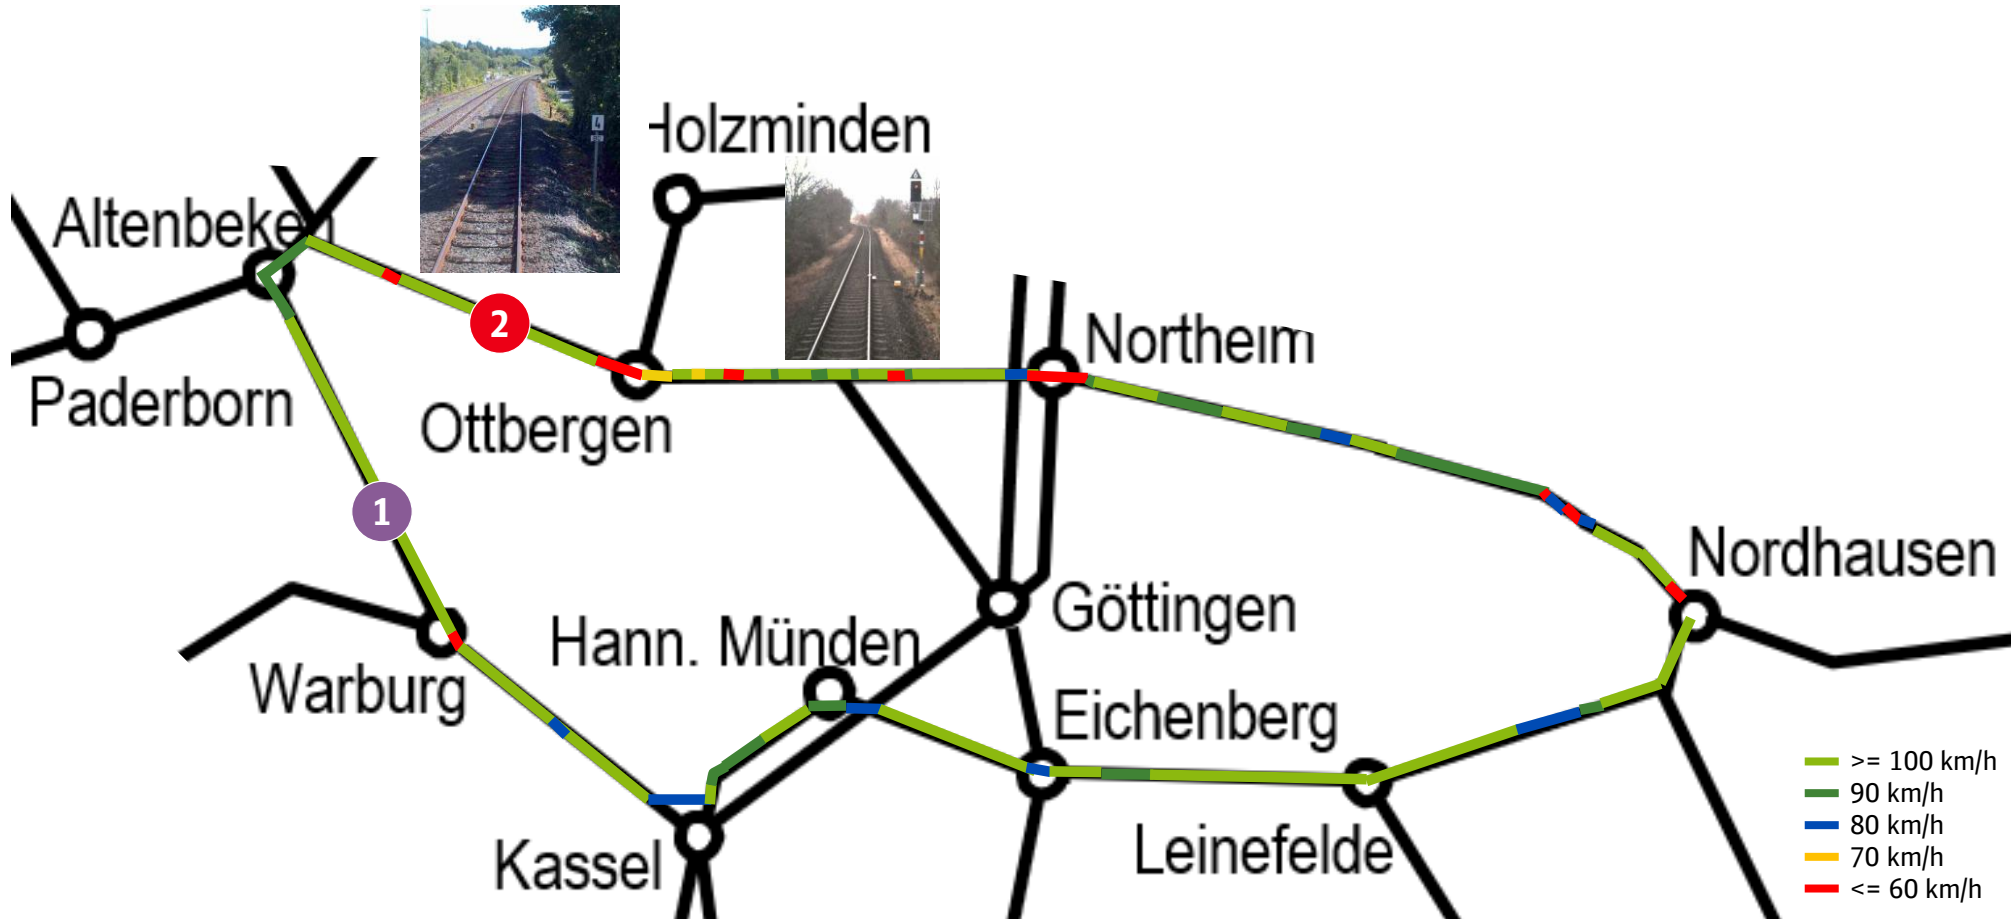 Holzminden
4
Altenbeken
2
Northeim
Paderborn
Ottbergen
1
Nordhausen
Göttingen
Hann. Münden
Warburg
Eichenberg
>= 100 km/h
90 km/h
80 km/h
70 km/h
<= 60 km/h
Leinefelde
Kassel